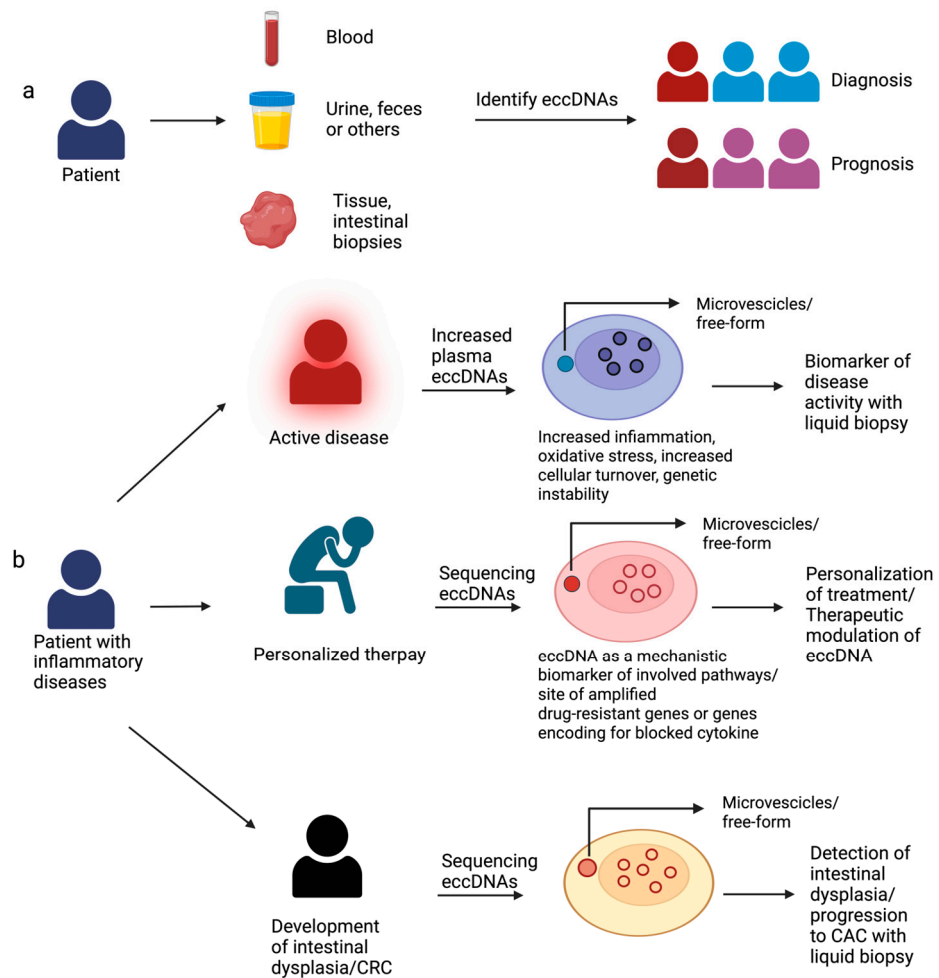 a
Patient
Blood
Urine, feces
or others
Tissue,
intestinal
biopsies
Identify eccDNAs
Diagnosis
Prognosis
b
Patient with
inflammatory
diseases
Active disease
Increased
plasma
eccDNAs
Microvescicles/
free-form
Increased inflammation,
oxidative stress, increased
cellular turnover, genetic
instability
Biomarker of
disease
activity with
liquid biopsy
Personalized therpay
Sequencing
eccDNAs
Microvescicles/
free-form
eccDNA as a mechanistic
biomarker of involved pathways/
site of amplified
drug-resistant genes or genes
encoding for blocked cytokine
Personalization
of treatment/
Therapeutic
modulation of
eccDNA
Development
of intestinal
dysplasia/CRC
Sequencing
eccDNAs
Microvescicles/
free-form
Detection of
intestinal
dysplasia/
progression
to CAC with
liquid biopsy